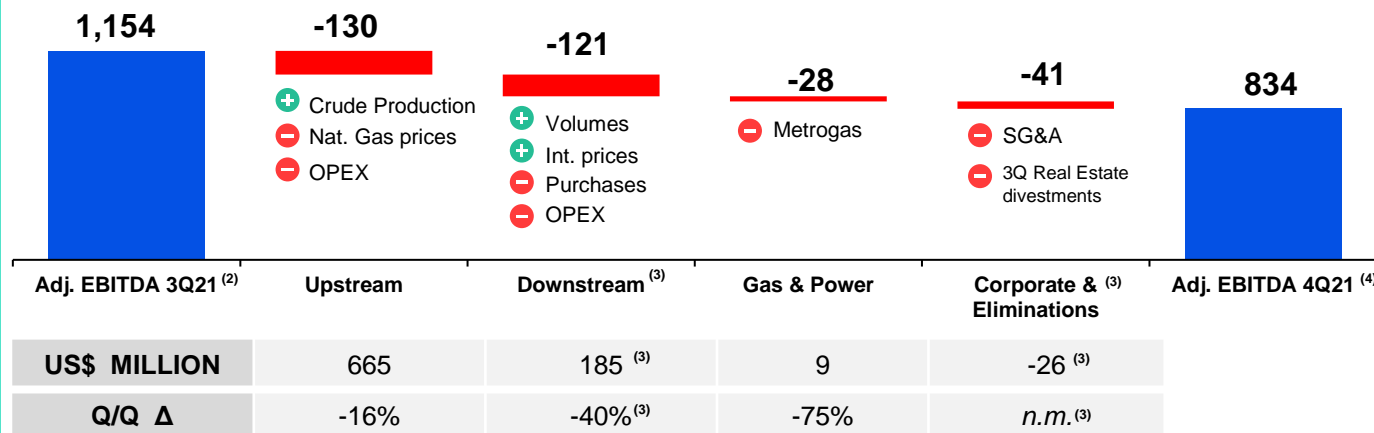 1,154
-130
-121
-28
-41
834
+ Crude Production
- Nat. Gas prices
- OPEX
+ Volumes
+ Int. prices
- Purchases
- OPEX
- Metrogas
- SG&A
- 3Q Real Estate
divestments
Adj. EBITDA 3Q21 (2)
Upstream
Downstream (3)
Gas & Power
Corporate & (3)
Eliminations
Adj. EBITDA 4Q21 (4)
US$ MILLION 665 185 (3) 9 -26 (3)
Q/Q Δ -16% -40%(3) -75% n.m.(3)